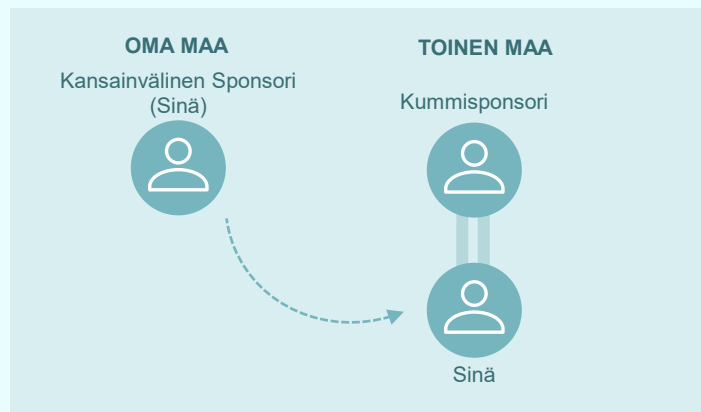 OMA MAA
Kansainvälinen Sponsori
(Sinä)
TOINEN MAA
Kummisponsori
Sinä